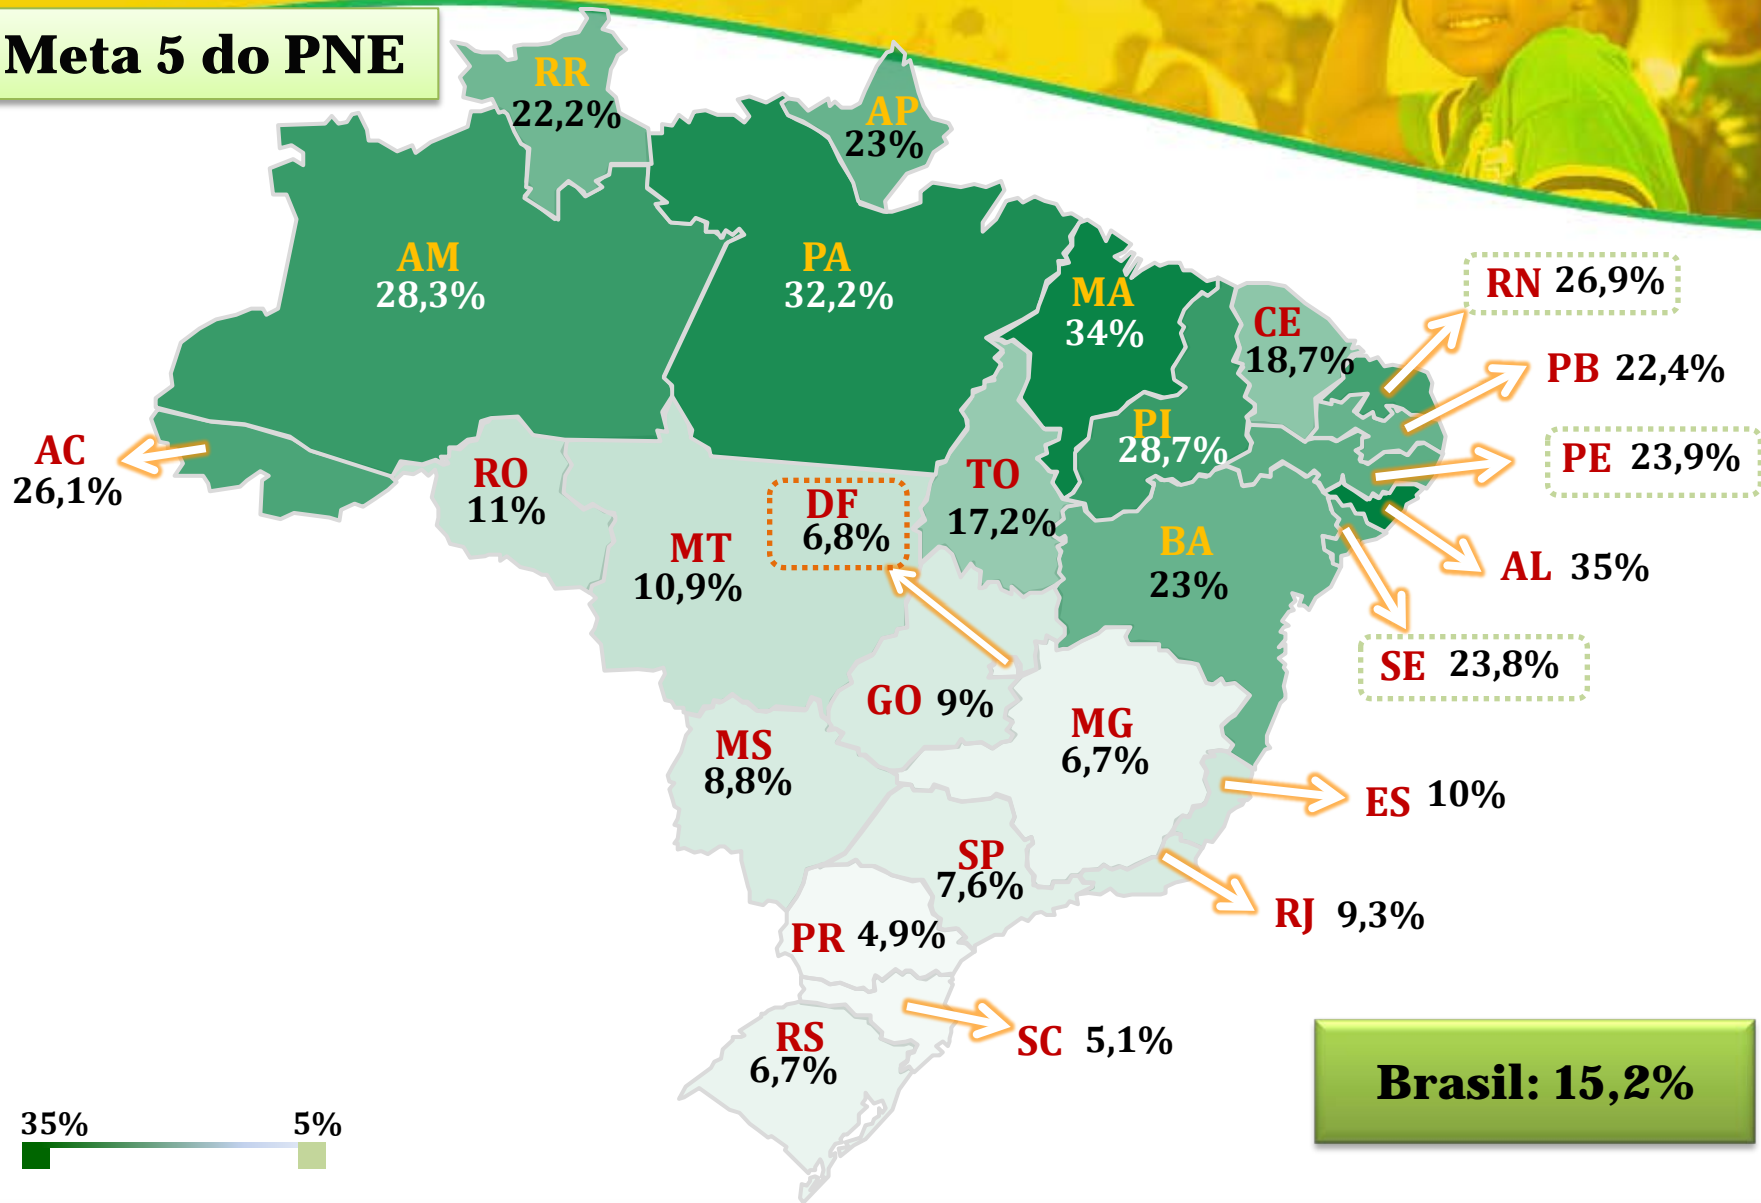 Meta 5 do PNE
RR
22,2%
AP
23%
AM
28,3%
PA
32,2%
MA
34%
CE
18,7%
RN 26,9%
PB 22,4%
PI
28,7%
PE 23,9%
AC
26,1%
RO
11%
MT
10,9%
DF
6,8%
TO
17,2%
BA
23%
AL 35%
SE 23,8%
GO 9%
MG
6,7%
MS
8,8%
ES 10%
SP
7,6%
RJ 9,3%
PR 4,9%
SC 5,1%
RS
6,7%
Brasil: 15,2%
35% 5%